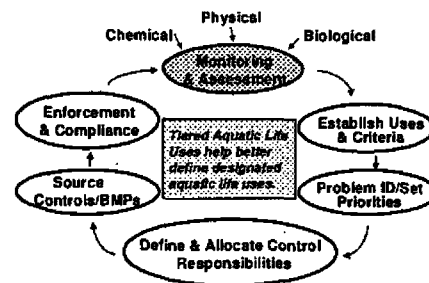 Physical
Chemical
Biological
Monitoring
& Assessment
Enforcement
& Compliance
Tiered Aquatic Life
Uses help better
define designated
aquatic life uses.
Establish Uses
& Criteria
Source
Controls/BMPs
Problem ID/Set
Priorities
Define & Allocate Control
Responsibilities